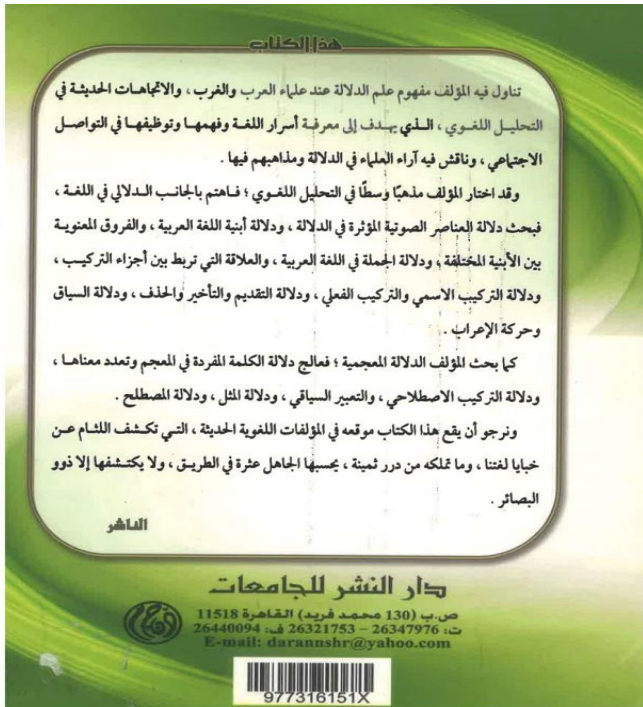 هذا الكتاب
تناول فيه المؤلف مفهوم علم الدلالة عند علماء العرب والغرب ، والاتجاهات الحديثة في
التحليل اللغوي ، الذي يهدف إلى معرفة أسرار اللغة وفهمها وتوظيفها في التواصل
الاجتماعي ، وناقش فيه آراء العلماء في الدلالة ومذاهبهم فيها .
وقد اختار المؤلف مذهبًا وسطًا في التحليل اللغوي ؛ فاهتم بالجانب الدلالي في اللغة ،
فبحث دلالة العناصر الصوتية المؤثرة في الدلالة ، ودلالة أبنية اللغة العربية ، والفروق المعنوية
بين الأبنية المختلفة ، ودلالة الجملة في اللغة العربية ، والعلاقة التي تربط بين أجزاء التركيب ،
ودلالة التركيب الاسمي والتركيب الفعلي ، ودلالة التقديم والتأخير والحذف ، ودلالة السياق
وحركة الإعراب .
كما بحث المؤلف الدلالة المعجمية ؛ فعالج دلالة الكلمة المفردة في المعجم وتعدد معناها ،
ودلالة التركيب الاصطلاحي ، والتعبير السياقي ، ودلالة المثل ، ودلالة المصطلح .
ونرجو أن يقع هذا الكتاب موقعه في المؤلفات اللغوية الحديثة ، التي تكشف اللثام عن
خبايا لغتنا ، وما تملكه من درر ثمينة ، يحسبها الجاهل عثرة في الطريق ، ولا يكتشفها إلا ذوو
البصائر .
الناشر
دار النشر للجامعات
ص.ب (130 محمد فريد) القاهرة 11518
ت: 26347976 – 26321753 ف: 26440094
E-mail: darannshr@yahoo.com
977316151X